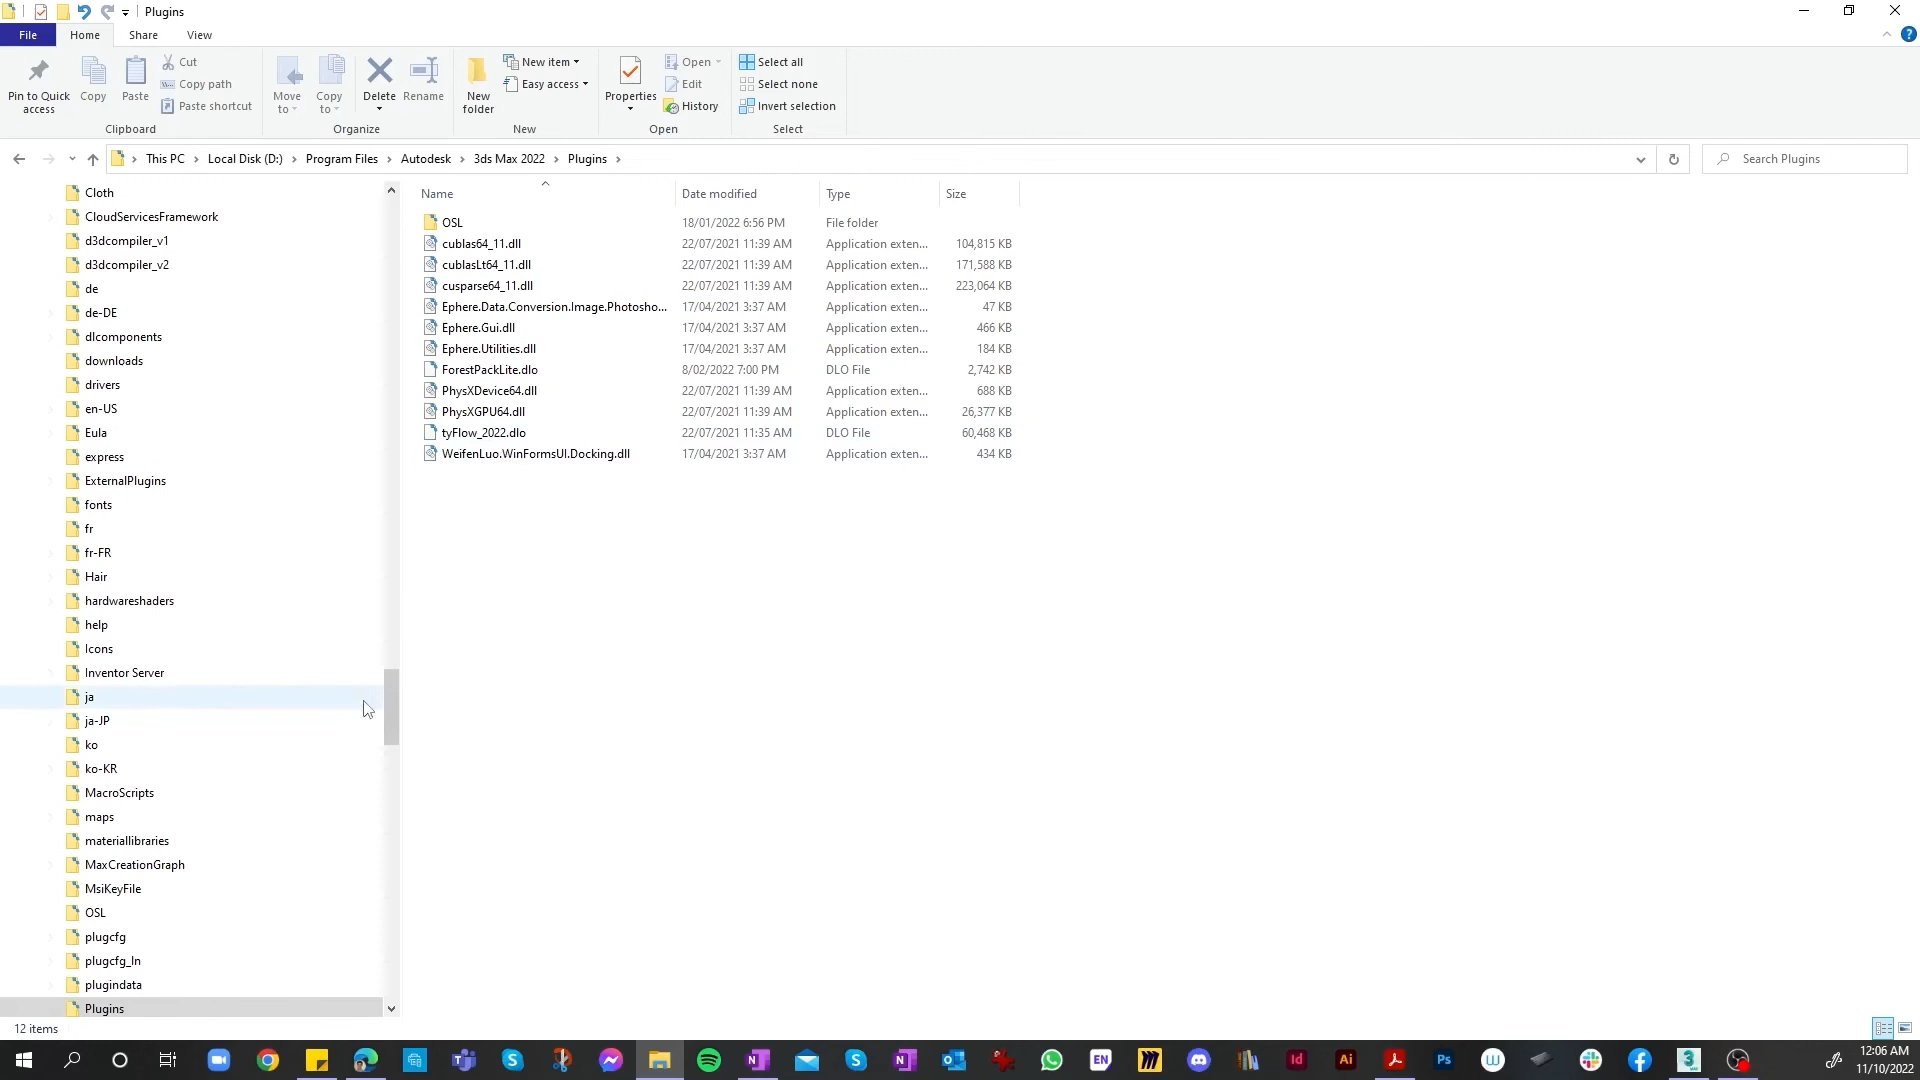 Plugins
File Home Share View
Pin to Quick access
Copy
Paste
Cut
Copy path
Paste shortcut
Clipboard
Move to
Copy to
Delete
Rename
Organize
New folder
New item
Easy access
New
Properties
Open
Edit
History
Open
Select all
Select none
Invert selection
Select
This PC Local Disk (D:) Program Files Autodesk 3ds Max 2022 Plugins
Search Plugins
Cloth
CloudServicesFramework
d3dcompiler_v1
d3dcompiler_v2
de
de-DE
dlcomponents
downloads
drivers
en-US
Eula
express
ExternalPlugins
fonts
fr
fr-FR
Hair
hardwareshaders
help
Icons
Inventor Server
ja
ja-JP
ko
ko-KR
MacroScripts
maps
materiallibraries
MaxCreationGraph
MsiKeyFile
OSL
plugcfg
plugcfg_ln
plugindata
Plugins
Name Date modified Type Size
OSL 18/01/2022 6:56 PM File folder
cublas64_11.dll 22/07/2021 11:39 AM Application exten... 104,815 KB
cublasLt64_11.dll 22/07/2021 11:39 AM Application exten... 171,588 KB
cusparse64_11.dll 22/07/2021 11:39 AM Application exten... 223,064 KB
Ephere.Data.Conversion.Image.Photosho... 17/04/2021 3:37 AM Application exten... 47 KB
Ephere.Gui.dll 17/04/2021 3:37 AM Application exten... 466 KB
Ephere.Utilities.dll 17/04/2021 3:37 AM Application exten... 184 KB
ForestPackLite.dlo 8/02/2022 7:00 PM DLO File 2,742 KB
PhysXDevice64.dll 22/07/2021 11:39 AM Application exten... 688 KB
PhysXGPU64.dll 22/07/2021 11:39 AM Application exten... 26,377 KB
tyFlow_2022.dlo 22/07/2021 11:35 AM DLO File 60,468 KB
WeifenLuo.WinFormsUI.Docking.dll 17/04/2021 3:37 AM Application exten... 434 KB
12 items
EN
Id
Ai
Ps
12:06 AM
11/10/2022